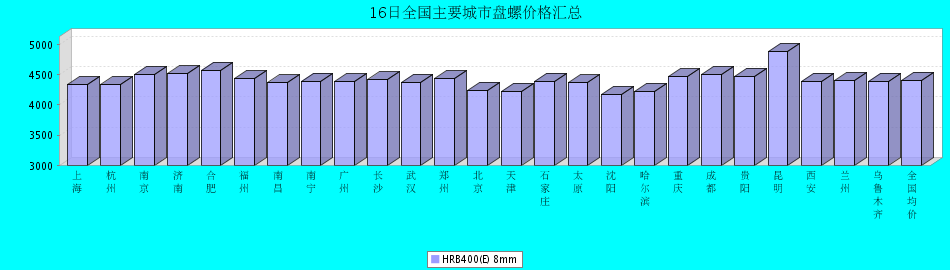 16日全国主要城市盘螺价格汇总
5000
4500
4000
3500
3000
上海
杭州
南京
济南
合肥
福州
南昌
南宁
广州
长沙
武汉
郑州
北京
天津
石家庄
太原
沈阳
哈尔滨
重庆
成都
贵阳
昆明
西安
兰州
乌鲁木齐
全国均价
HRB400(E) 8mm